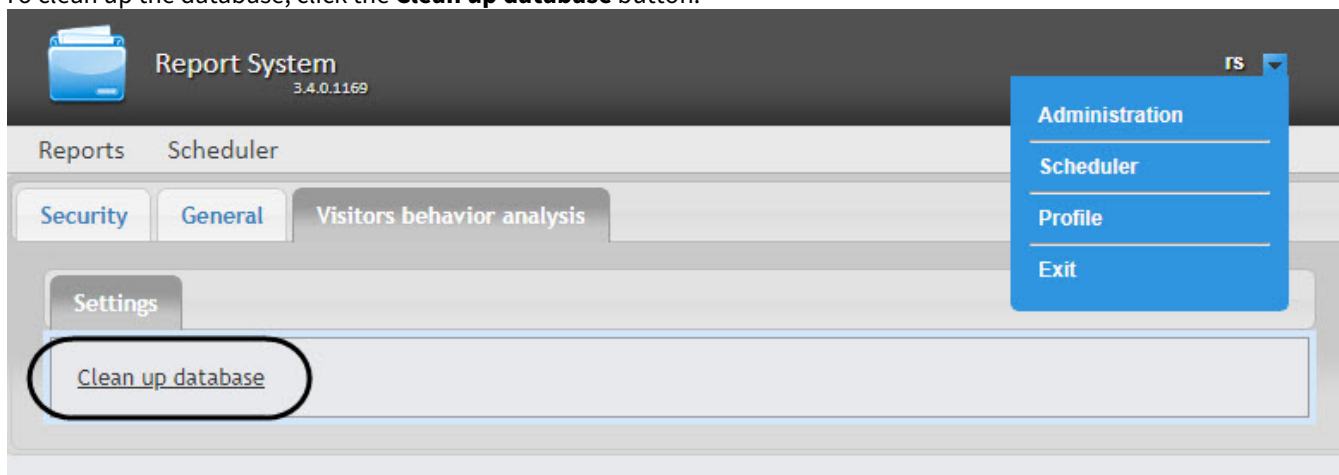 To clean up the database, click the Clean up database button.
Report System
3.4.0.1169
rs
Administration
Scheduler
Profile
Exit
Reports Scheduler
Security General Visitors behavior analysis
Settings
Clean up database